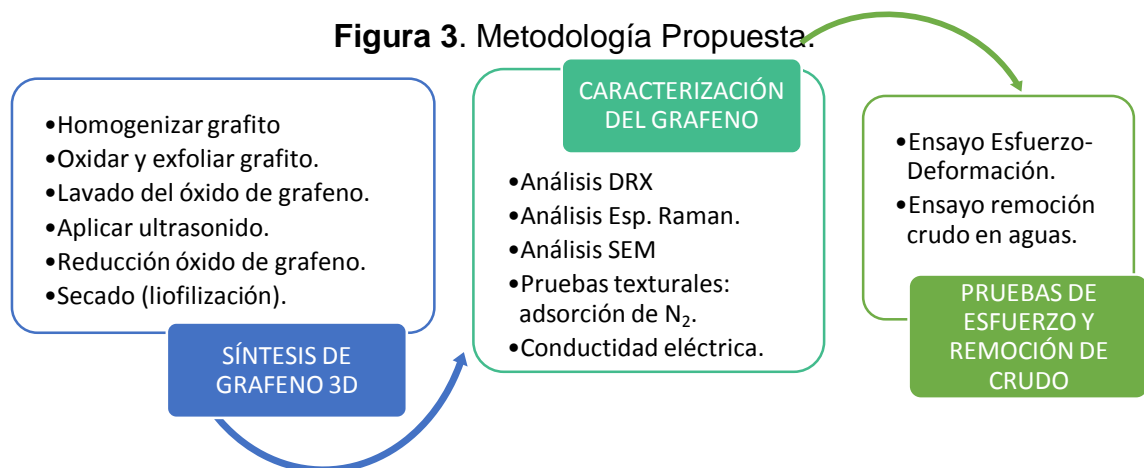 Figura 3. Metodología Propuesta.
•Homogenizar grafito
•Oxidar y exfoliar grafito.
•Lavado del óxido de grafeno.
•Aplicar ultrasonido.
•Reducción óxido de grafeno.
•Secado (liofilización).
SÍNTESIS DE
GRAFENO 3D
CARACTERIZACIÓN
DEL GRAFENO
•Análisis DRX
•Análisis Esp. Raman.
•Análisis SEM
•Pruebas texturales:
adsorción de N₂.
•Conductidad eléctrica.
•Ensayo Esfuerzo-
Deformación.
•Ensayo remoción
crudo en aguas.
PRUEBAS DE
ESFUERZO Y
REMOCIÓN DE
CRUDO